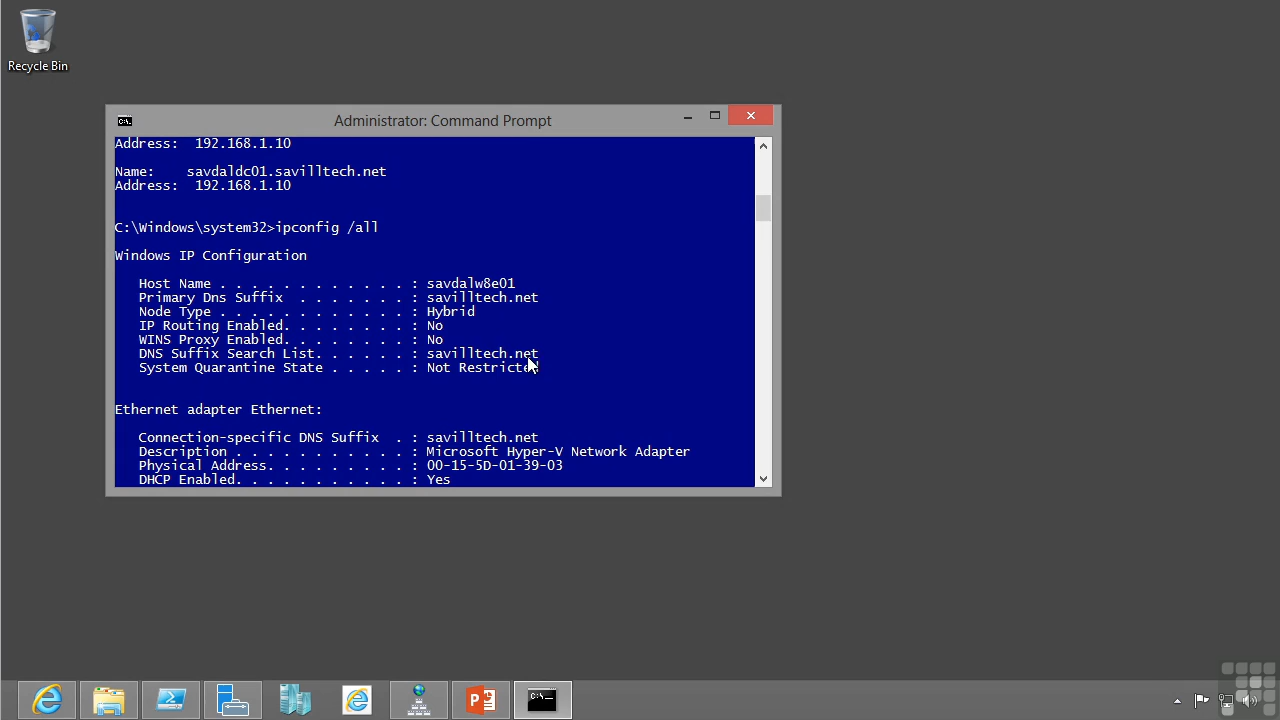 Recycle Bin
Administrator: Command Prompt
Address:  192.168.1.10
Name:    savdaldc01.savilltech.net
Address:  192.168.1.10
C:\Windows\system32>ipconfig /all
Windows IP Configuration
Host Name . . . . . . . . . . . . : savdalw8e01
Primary Dns Suffix  . . . . . . . : savilltech.net
Node Type . . . . . . . . . . . . : Hybrid
IP Routing Enabled. . . . . . . . : No
WINS Proxy Enabled. . . . . . . . : No
DNS Suffix Search List. . . . . . : savilltech.net
System Quarantine State . . . . . : Not Restricted
Ethernet adapter Ethernet:
Connection-specific DNS Suffix  . : savilltech.net
Description . . . . . . . . . . . : Microsoft Hyper-V Network Adapter
Physical Address. . . . . . . . . : 00-15-5D-01-39-03
DHCP Enabled. . . . . . . . . . . : Yes